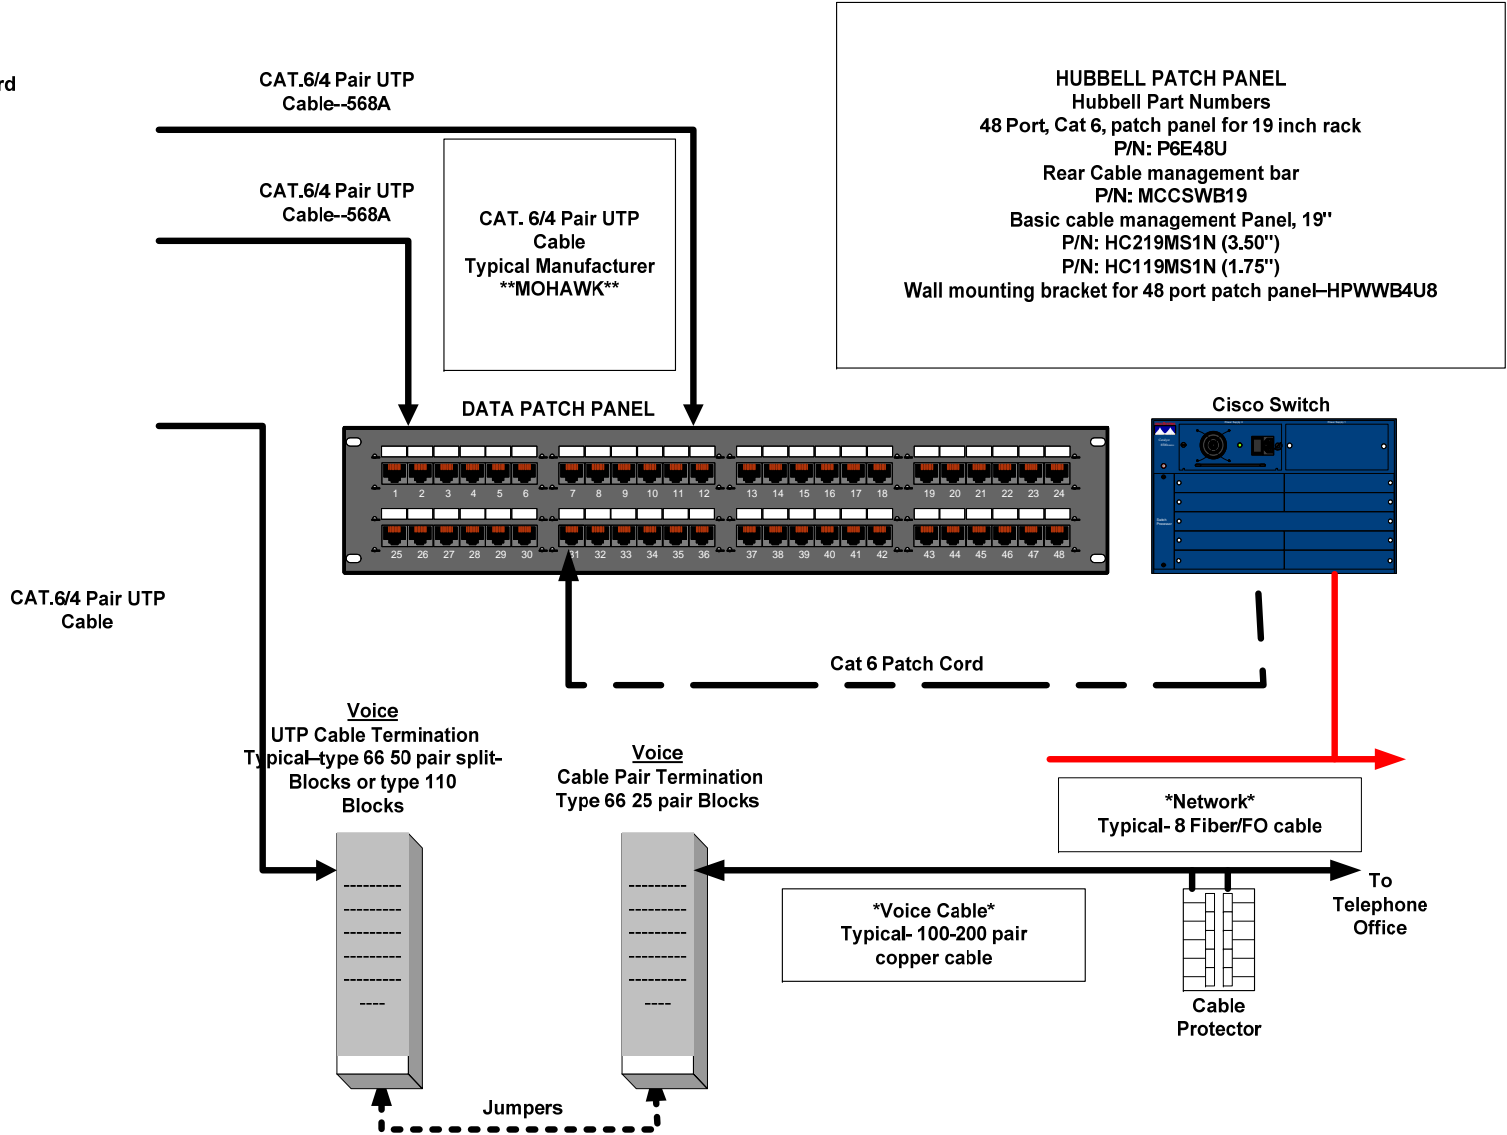 rd
CAT.6/4 Pair UTP
Cable--568A
CAT.6/4 Pair UTP
Cable--568A
CAT. 6/4 Pair UTP
Cable
Typical Manufacturer
**MOHAWK**
HUBBELL PATCH PANEL
Hubbell Part Numbers
48 Port, Cat 6, patch panel for 19 inch rack
P/N: P6E48U
Rear Cable management bar
P/N: MCCSWB19
Basic cable management Panel, 19"
P/N: HC219MS1N (3.50")
P/N: HC119MS1N (1.75")
Wall mounting bracket for 48 port patch panel–HPWWB4U8
DATA PATCH PANEL
Cisco Switch
1 2 3 4 5 6 7 8 9 10 11 12 13 14 15 16 17 18 19 20 21 22 23 24
25 26 27 28 29 30 31 32 33 34 35 36 37 38 39 40 41 42 43 44 45 46 47 48
CAT.6/4 Pair UTP
Cable
Cat 6 Patch Cord
Voice
UTP Cable Termination
Typical–type 66 50 pair split-
Blocks or type 110
Blocks
Voice
Cable Pair Termination
Type 66 25 pair Blocks
*Network*
Typical- 8 Fiber/FO cable
*Voice Cable*
Typical- 100-200 pair
copper cable
To
Telephone
Office
Cable
Protector
Jumpers